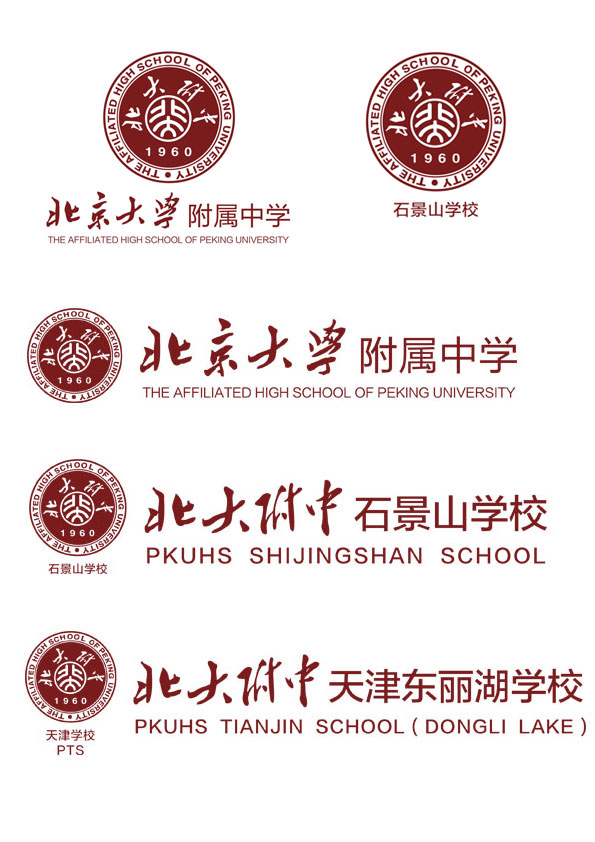 THE AFFILIATED HIGH SCHOOL OF PEKING UNIVERSITY
北大附中
1960
北京大学附属中学
THE AFFILIATED HIGH SCHOOL OF PEKING UNIVERSITY
THE AFFILIATED HIGH SCHOOL OF PEKING UNIVERSITY
北大附中
1960
石景山学校
THE AFFILIATED HIGH SCHOOL OF PEKING UNIVERSITY
北大附中
1960
北京大学附属中学
THE AFFILIATED HIGH SCHOOL OF PEKING UNIVERSITY
THE AFFILIATED HIGH SCHOOL OF PEKING UNIVERSITY
北大附中
1960
石景山学校
北大附中石景山学校
PKUHS SHIJINGSHAN SCHOOL
THE AFFILIATED HIGH SCHOOL OF PEKING UNIVERSITY
北大附中
1960
天津学校
PTS
北大附中天津东丽湖学校
PKUHS TIANJIN SCHOOL(DONGLI LAKE)